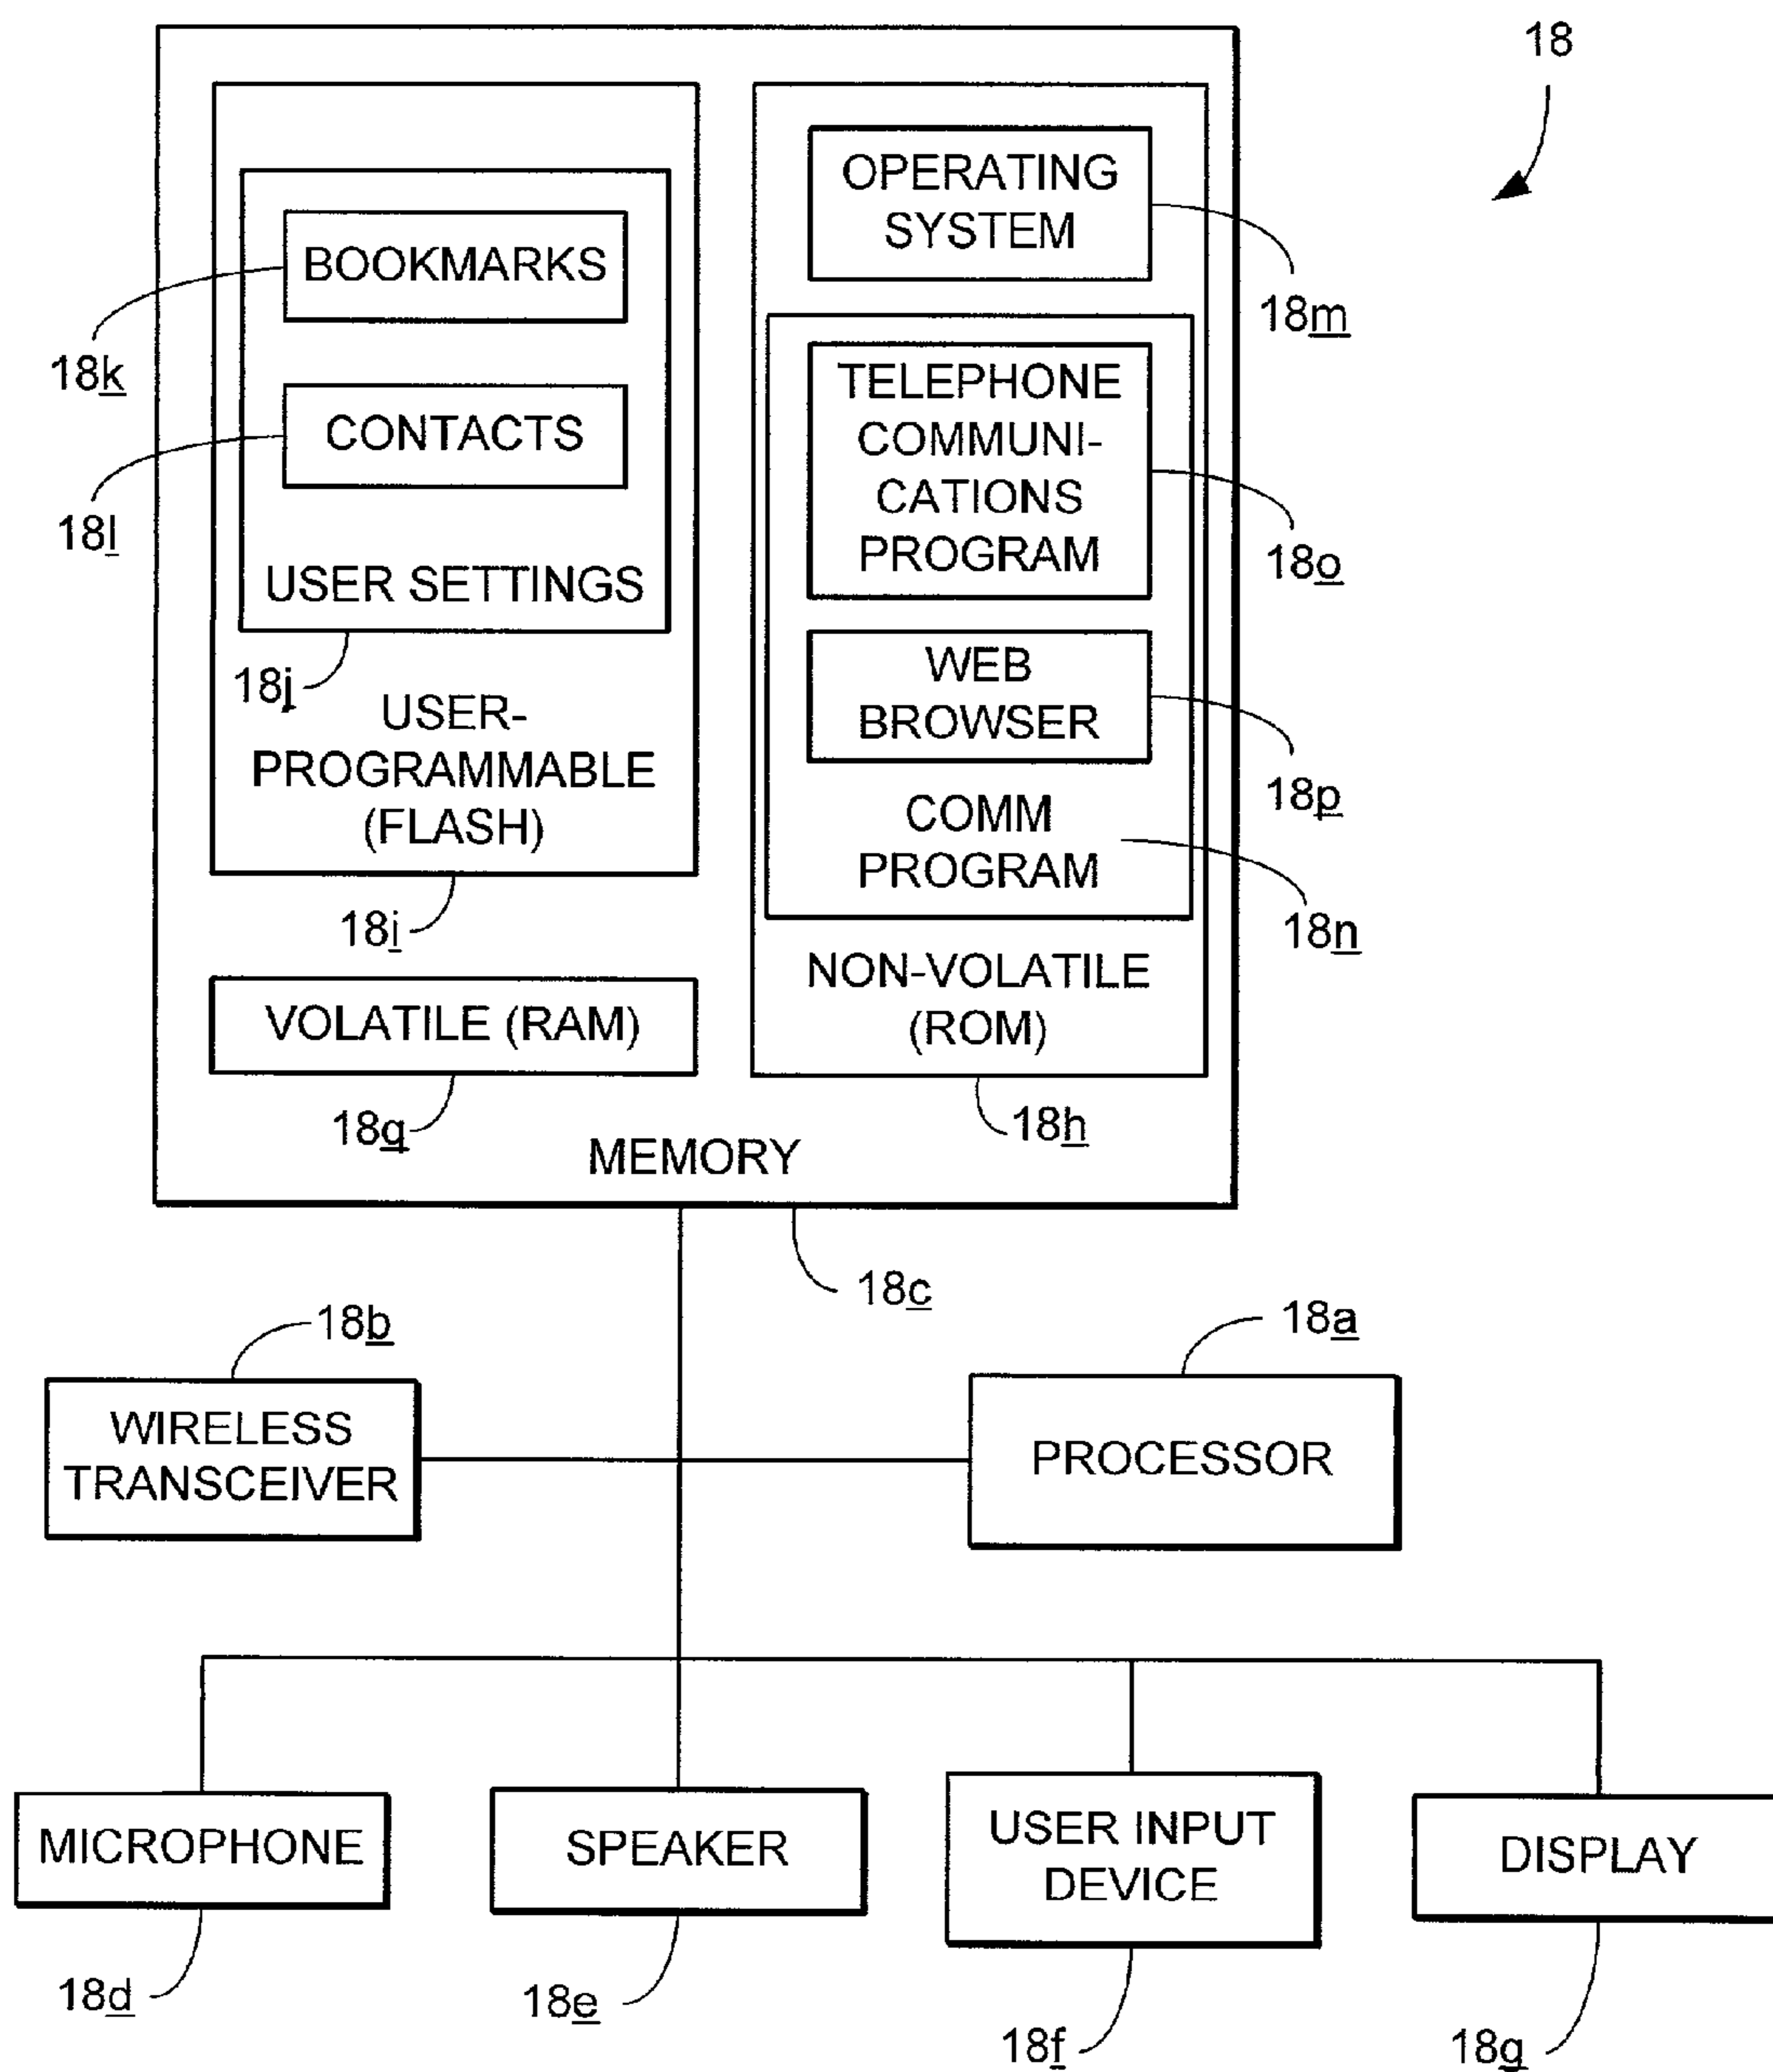 18
OPERATING
SYSTEM
18m
BOOKMARKS
18k
CONTACTS
18l
USER SETTINGS
18j
USER-
PROGRAMMABLE
(FLASH)
18i
TELEPHONE
COMMUNI-
CATIONS
PROGRAM
18o
WEB
BROWSER
18p
COMM
PROGRAM
18n
NON-VOLATILE
(ROM)
18h
VOLATILE (RAM)
18q
MEMORY
18c
18b
WIRELESS
TRANSCEIVER
18a
PROCESSOR
MICROPHONE
18d
SPEAKER
18e
USER INPUT
DEVICE
18f
DISPLAY
18g